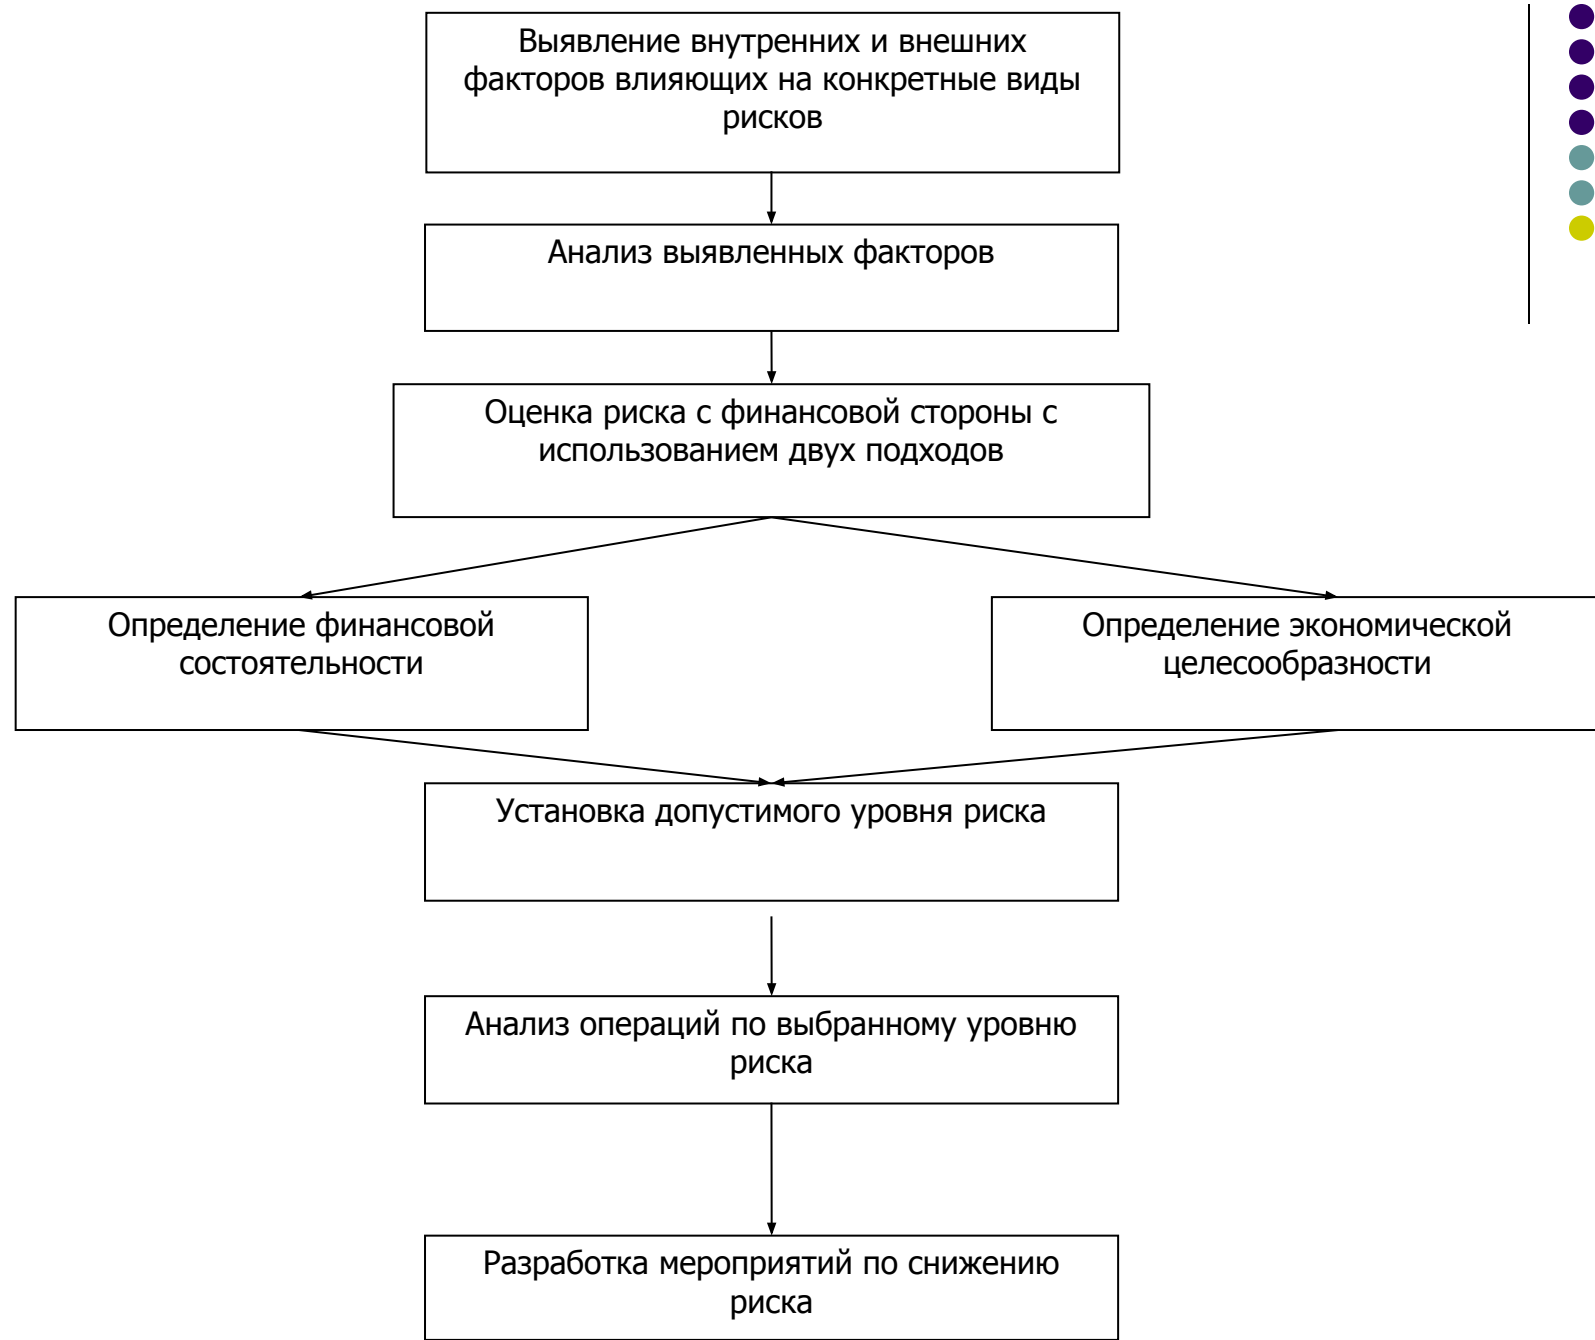 Выявление внутренних и внешних
факторов влияющих на конкретные виды
рисков
Анализ выявленных факторов
Оценка риска с финансовой стороны с
использованием двух подходов
Определение финансовой
состоятельности
Определение экономической
целесообразности
Установка допустимого уровня риска
Анализ операций по выбранному уровню
риска
Разработка мероприятий по снижению
риска